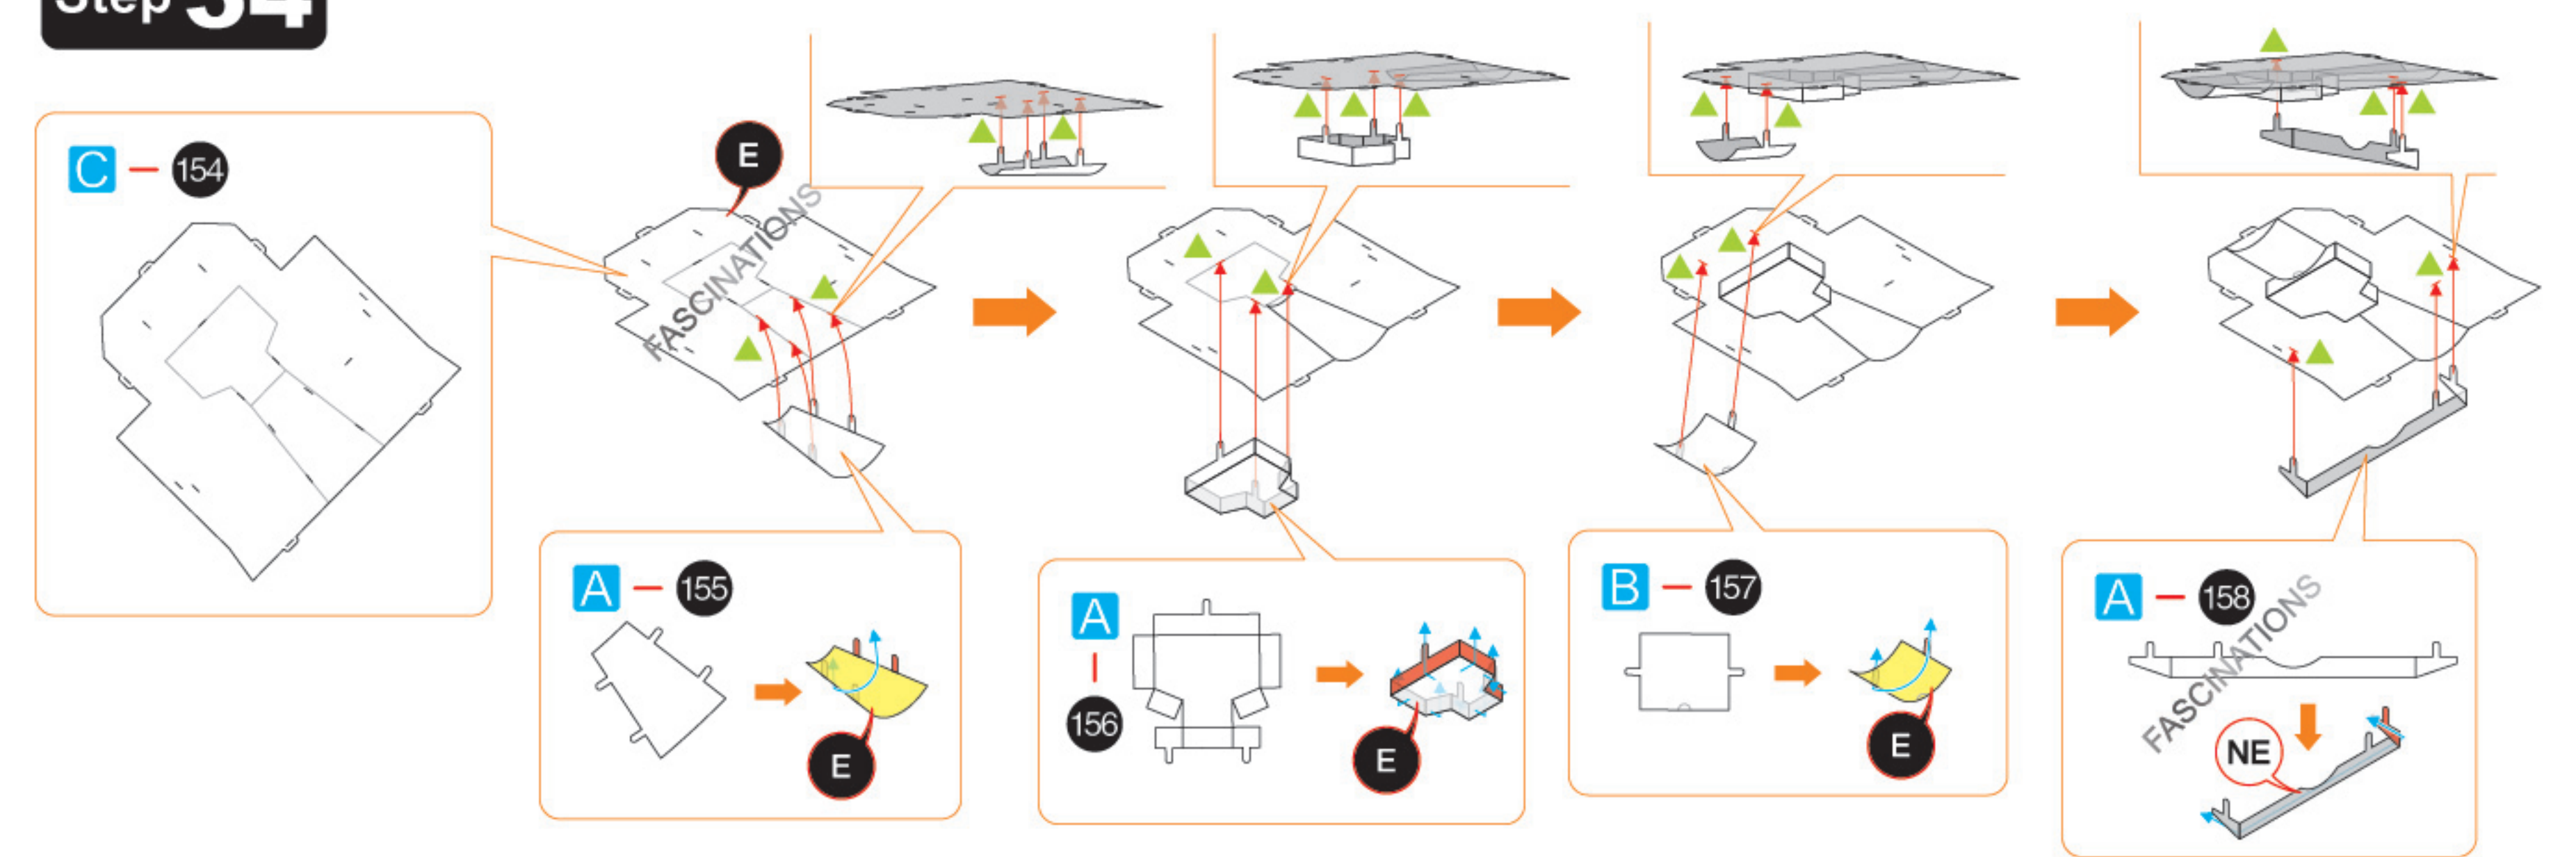 Step 34
C – 154
E
FASCINATIONS
A – 155
E
A – 156
E
B – 157
E
A – 158
FASCINATIONS
NE